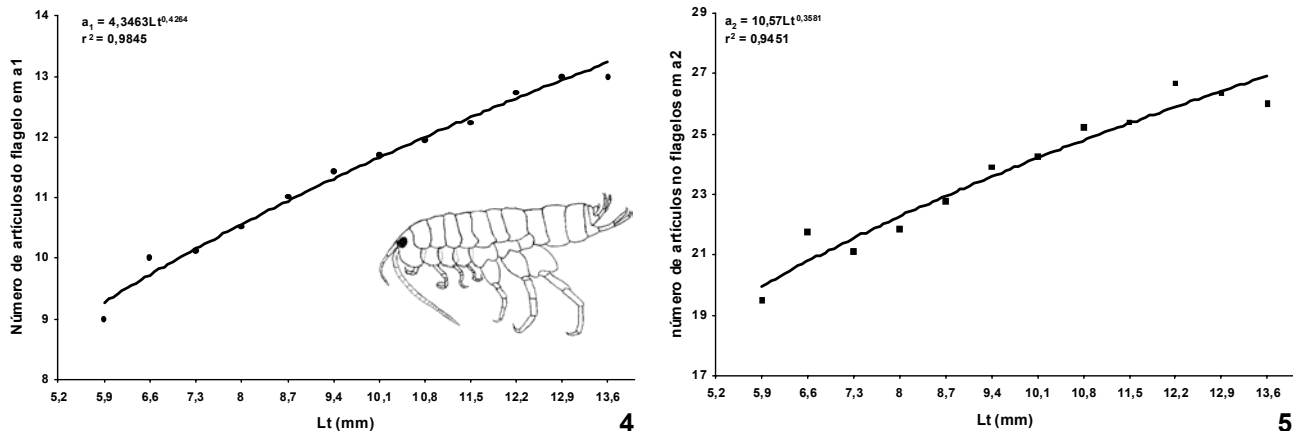 a₁ = 4,3463Lt⁰,⁴²⁶⁴
r² = 0,9845
Número de artículos do flagelo em a1
14
13
12
11
10
9
8
5,2 5,9 6,6 7,3 8 8,7 9,4 10,1 10,8 11,5 12,2 12,9 13,6
Lt (mm)
4
a₂ = 10,57Lt⁰,³⁵⁸¹
r² = 0,9451
número de artículos no flagelos em a2
29
27
25
23
21
19
17
5,2 5,9 6,6 7,3 8 8,7 9,4 10,1 10,8 11,5 12,2 12,9 13,6
Lt (mm)
5